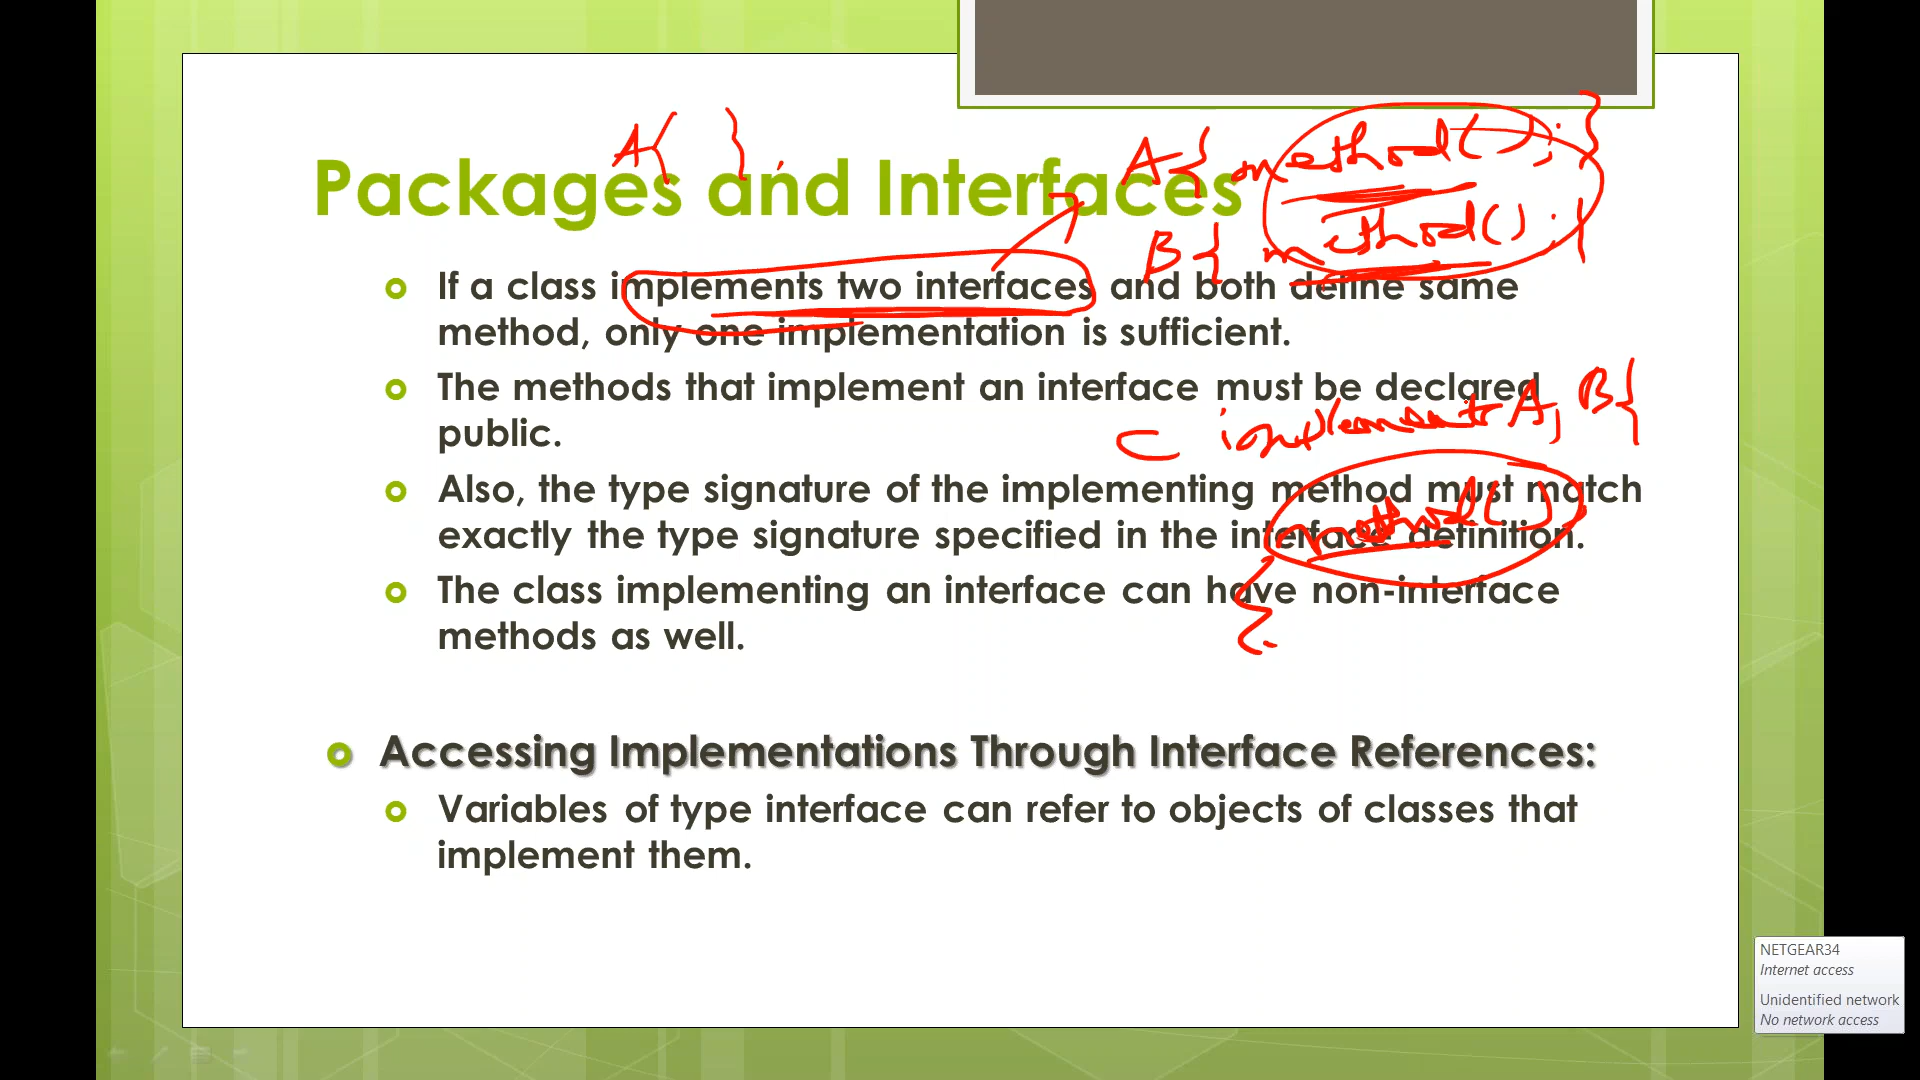 A{ } .
A{ method(); }
Packages and Interfaces
B{ method(); }
If a class implements two interfaces and both define same
method, only one implementation is sufficient.
The methods that implement an interface must be declared
public.
C implements A, B{
Also, the type signature of the implementing method must match
exactly the type signature specified in the interface definition.
method()
The class implementing an interface can have non-interface
methods as well.
Accessing Implementations Through Interface References:
Variables of type interface can refer to objects of classes that
implement them.
NETGEAR34
Internet access
Unidentified network
No network access